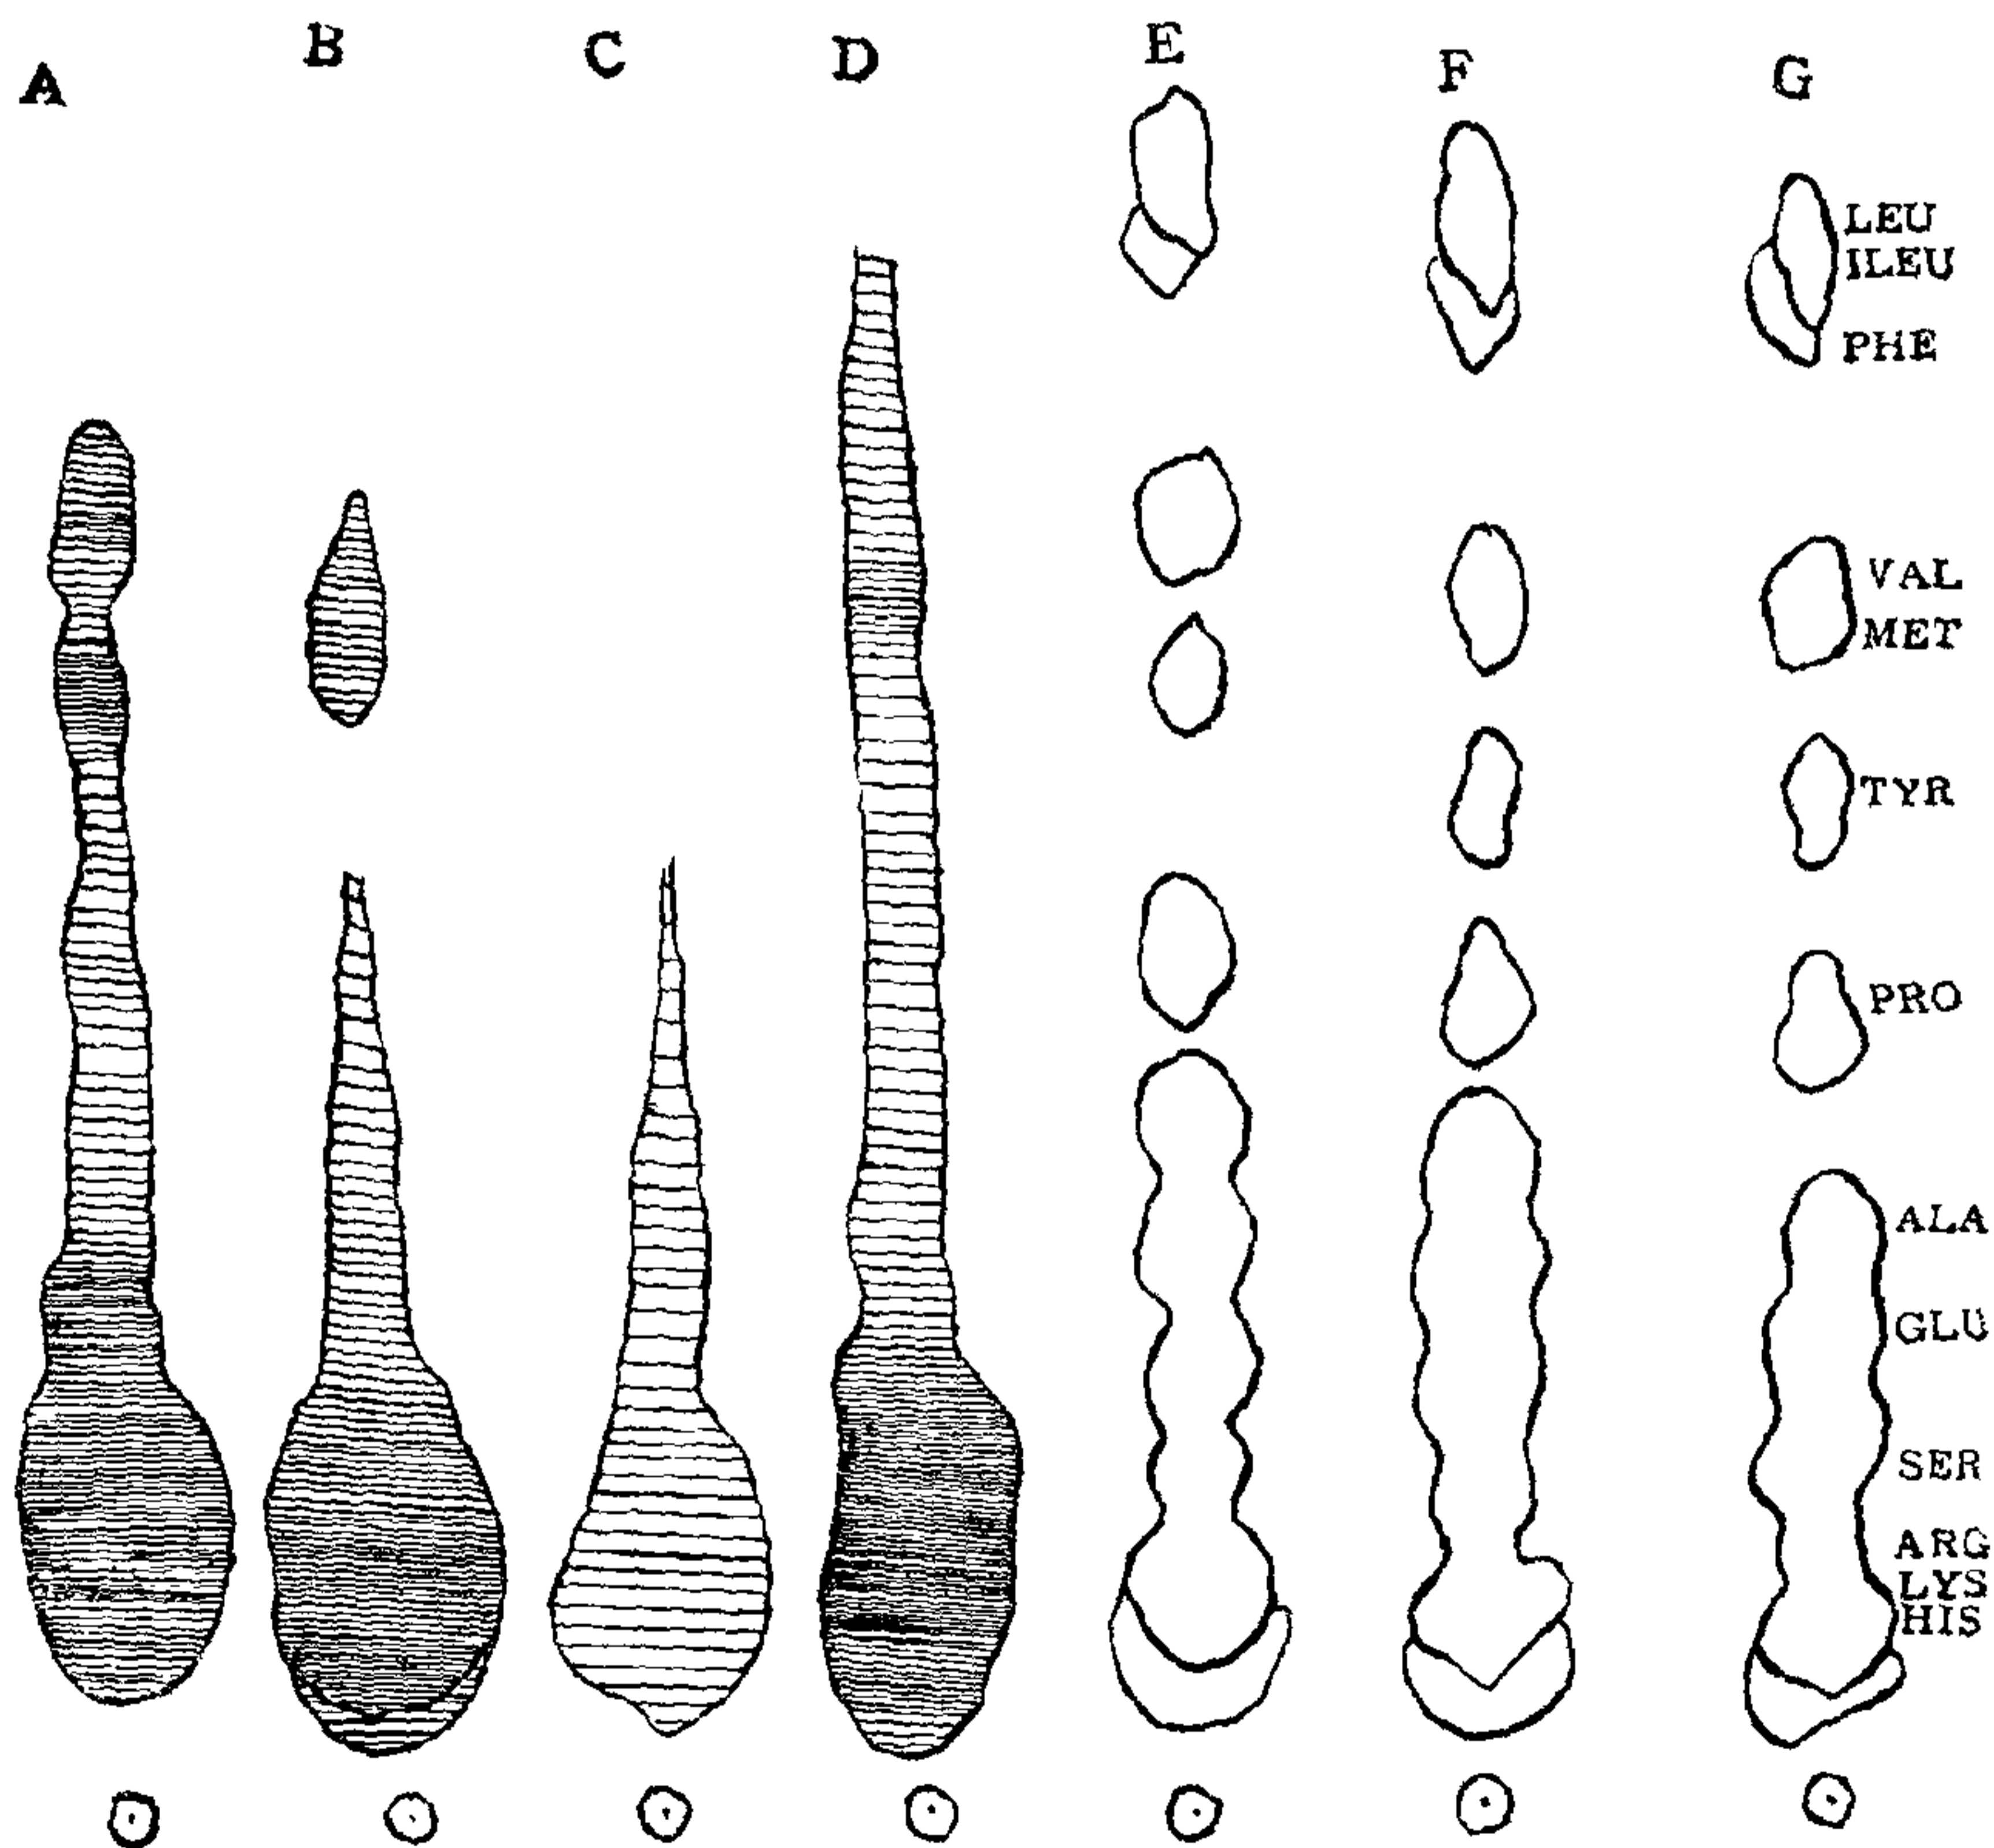 A B C D E F G
LEU
ILEU
PHE
VAL
MET
TYR
PRO
ALA
GLU
SER
ARG
LYS
HIS